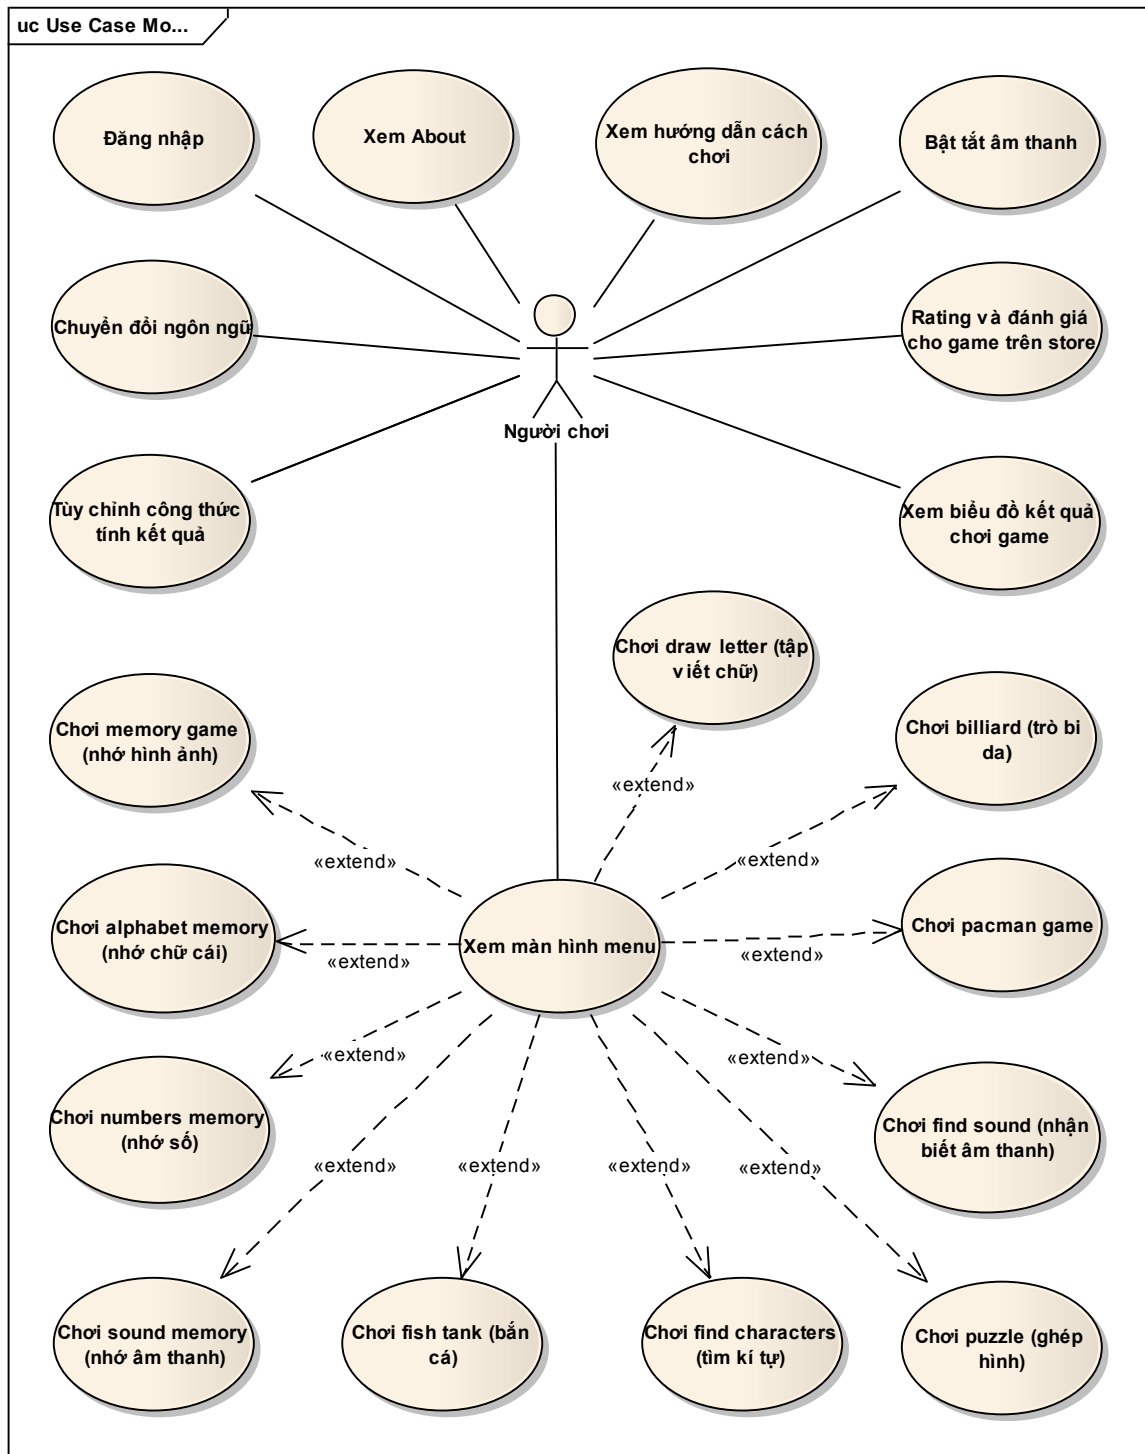 uc Use Case Mo...
Đăng nhập
Xem About
Xem hướng dẫn cách
chơi
Bật tắt âm thanh
Chuyển đổi ngôn ngữ
Rating và đánh giá
cho game trên store
Người chơi
Tùy chỉnh công thức
tính kết quả
Xem biểu đồ kết quả
chơi game
Chơi draw letter (tập
viết chữ)
Chơi memory game
(nhớ hình ảnh)
Chơi billiard (trò bi
da)
«extend»
«extend»
«extend»
Chơi alphabet memory
(nhớ chữ cái)
Xem màn hình menu
Chơi pacman game
«extend»
«extend»
«extend»
«extend»
Chơi numbers memory
(nhớ số)
Chơi find sound (nhận
biết âm thanh)
«extend»
«extend»
«extend»
«extend»
Chơi sound memory
(nhớ âm thanh)
Chơi fish tank (bắn
cá)
Chơi find characters
(tìm kí tự)
Chơi puzzle (ghép
hình)